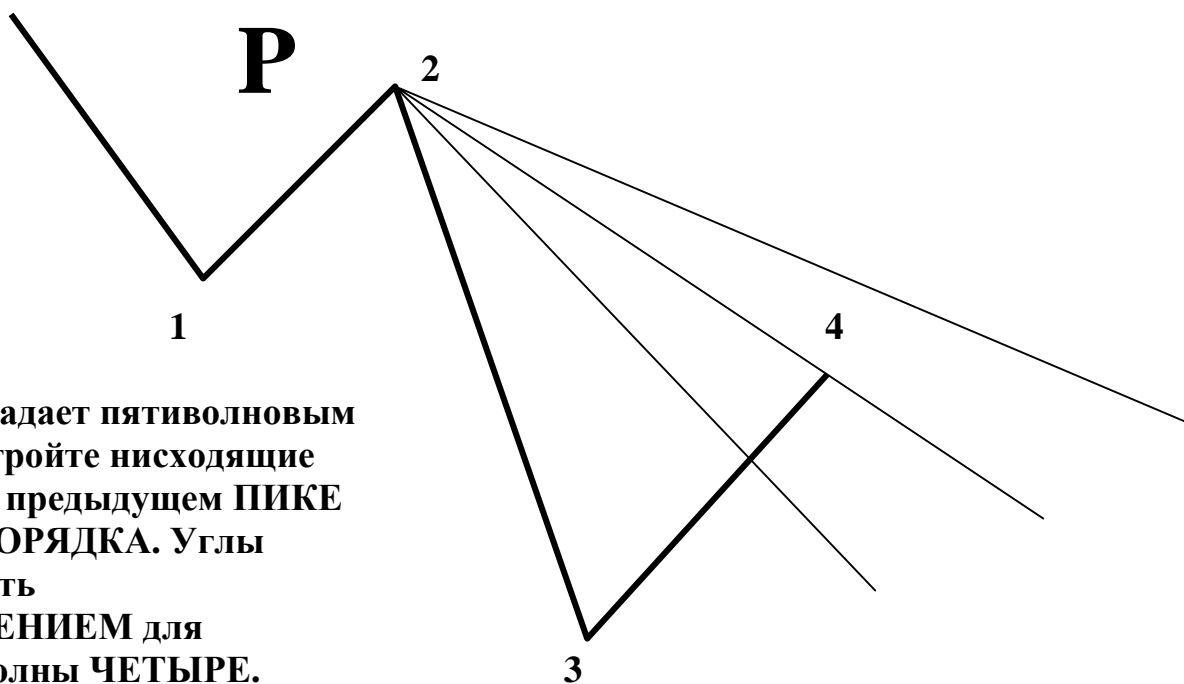 Р
2
1
4
адает пятиволновым
тройте нисходящие
предыдущем ПИКЕ
ОРЯДКА. Углы
ть
ЕНИЕМ для
олны ЧЕТЫРЕ.
3